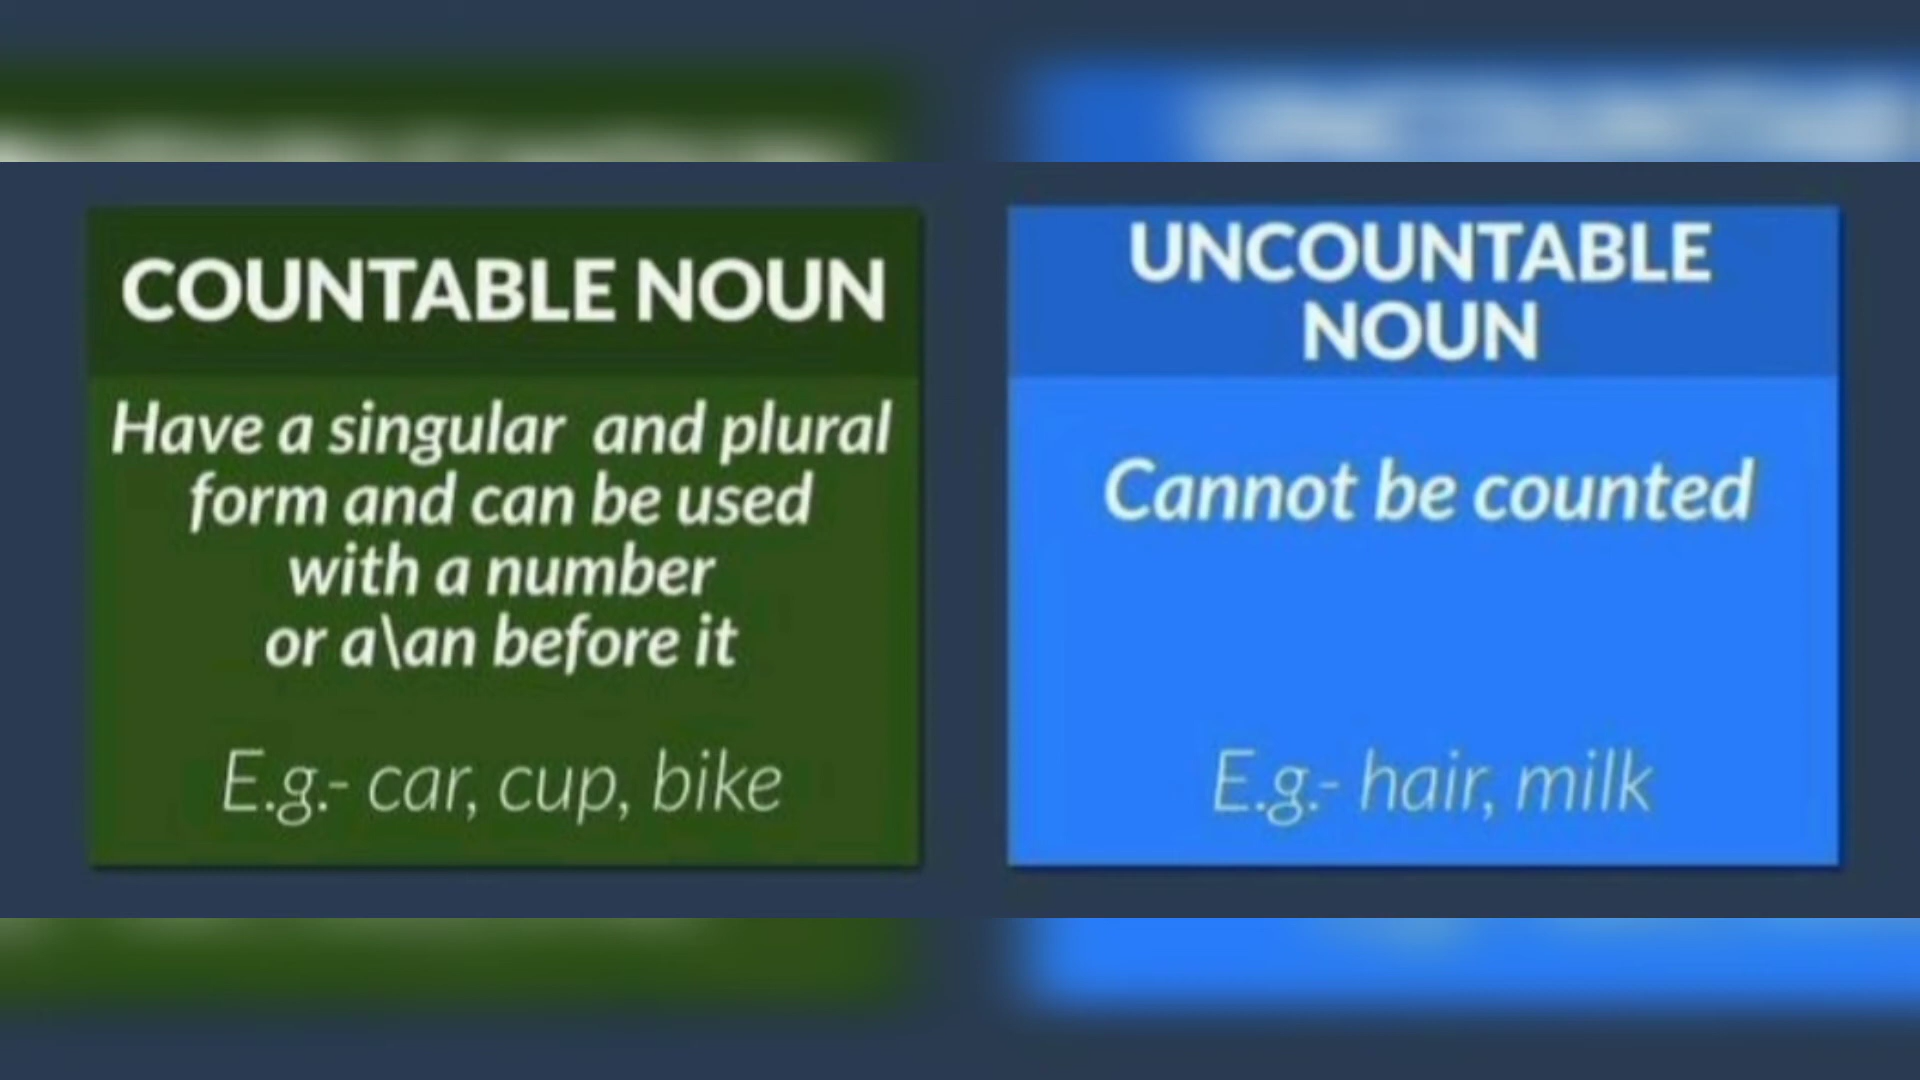 COUNTABLE NOUN
Have a singular and plural
form and can be used
with a number
or a\an before it
E.g.- car, cup, bike
UNCOUNTABLE
NOUN
Cannot be counted
E.g.- hair, milk